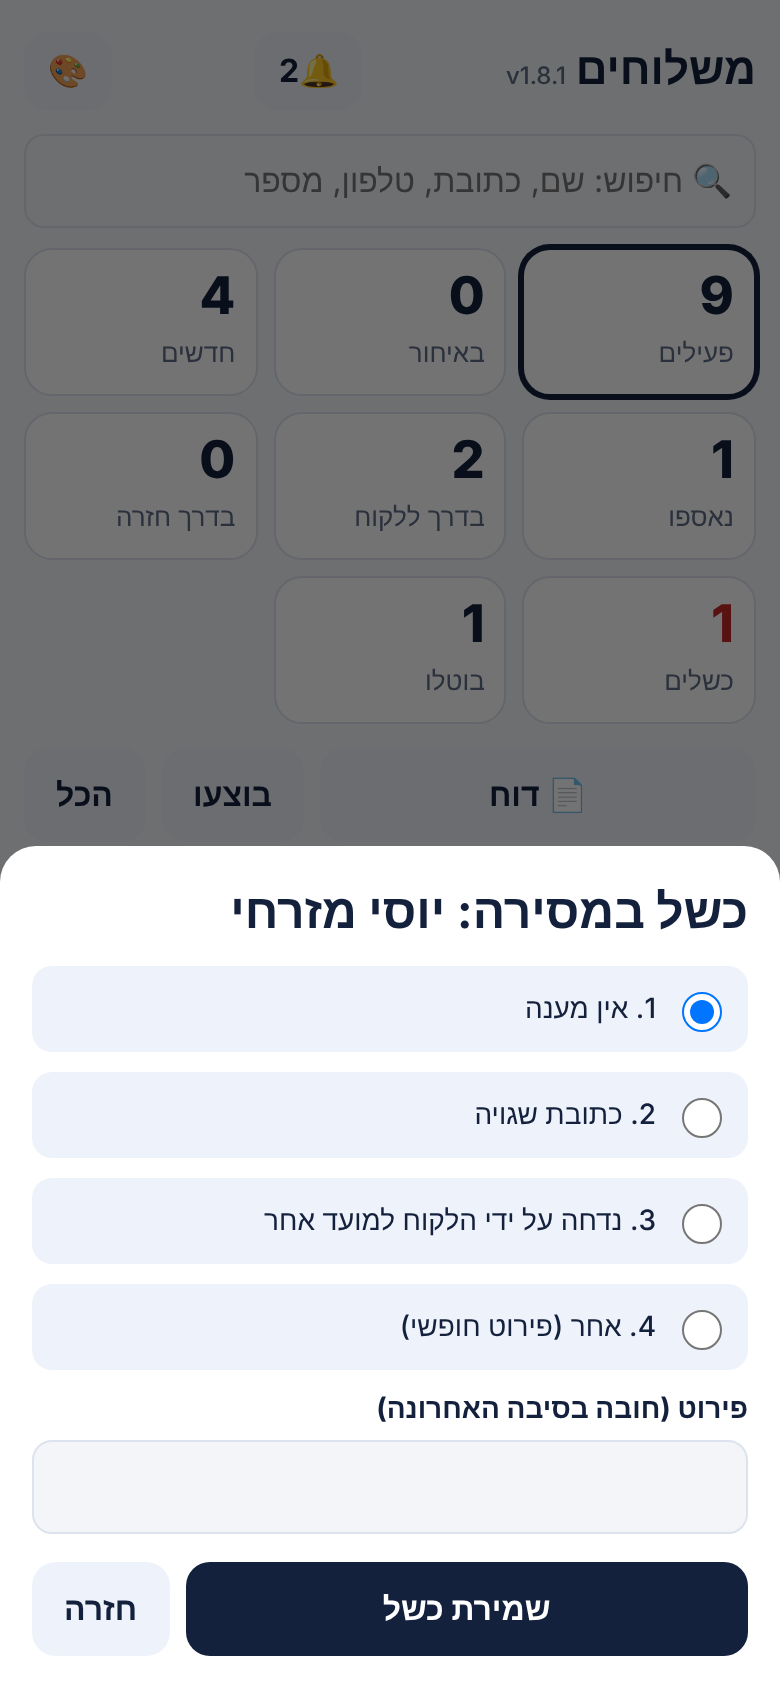 משלוחים v1.8.1
🔔2
🎨
🔍 חיפוש: שם, כתובת, טלפון, מספר
9
פעילים
0
באיחור
4
חדשים
1
נאספו
2
בדרך ללקוח
0
בדרך חזרה
1
כשלים
1
בוטלו
📄 דוח
בוצעו
הכל
כשל במסירה: יוסי מזרחי
1. אין מענה
2. כתובת שגויה
3. נדחה על ידי הלקוח למועד אחר
4. אחר (פירוט חופשי)
פירוט (חובה בסיבה האחרונה)
שמירת כשל
חזרה